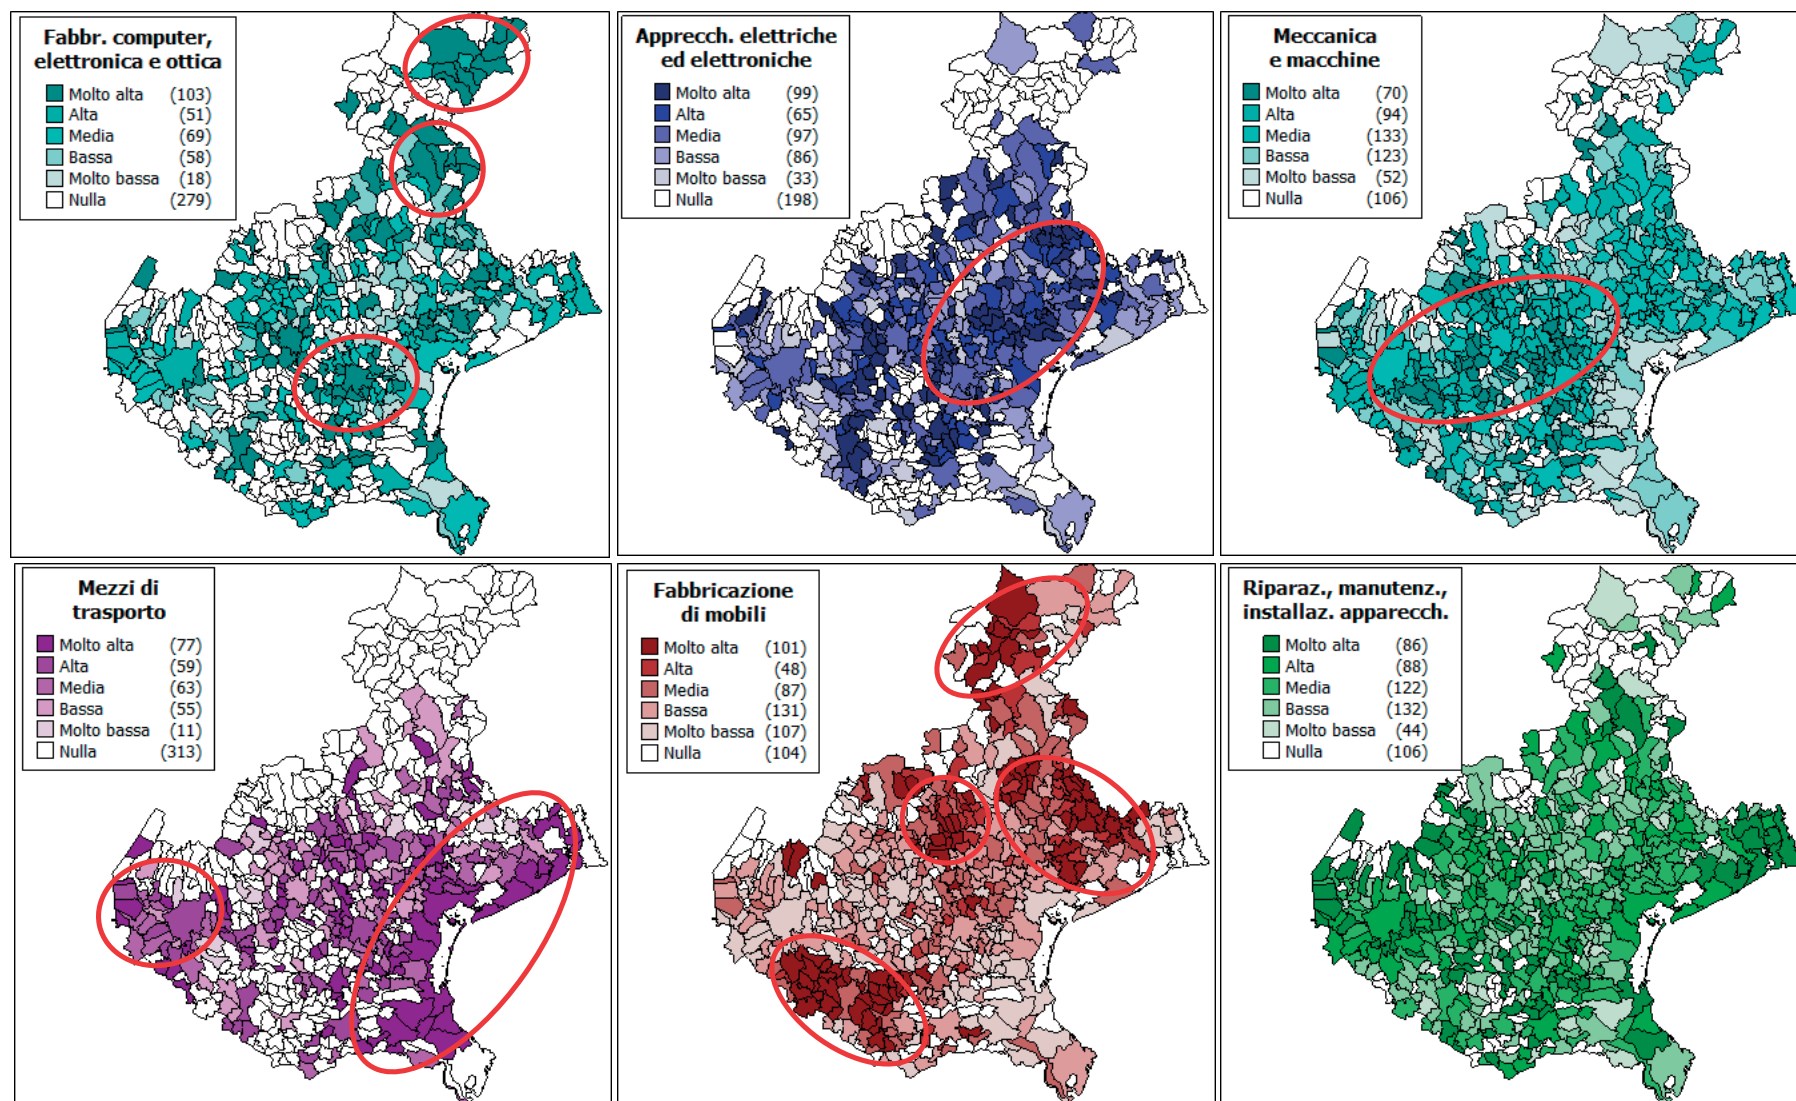 Fabbr. computer,
elettronica e ottica
Molto alta (103)
Alta (51)
Media (69)
Bassa (58)
Molto bassa (18)
Nulla (279)
Apprecch. elettriche
ed elettroniche
Molto alta (99)
Alta (65)
Media (97)
Bassa (86)
Molto bassa (33)
Nulla (198)
Meccanica
e macchine
Molto alta (70)
Alta (94)
Media (133)
Bassa (123)
Molto bassa (52)
Nulla (106)
Mezzi di
trasporto
Molto alta (77)
Alta (59)
Media (63)
Bassa (55)
Molto bassa (11)
Nulla (313)
Fabbricazione
di mobili
Molto alta (101)
Alta (48)
Media (87)
Bassa (131)
Molto bassa (107)
Nulla (104)
Riparaz., manutenz.,
installaz. apparecch.
Molto alta (86)
Alta (88)
Media (122)
Bassa (132)
Molto bassa (44)
Nulla (106)